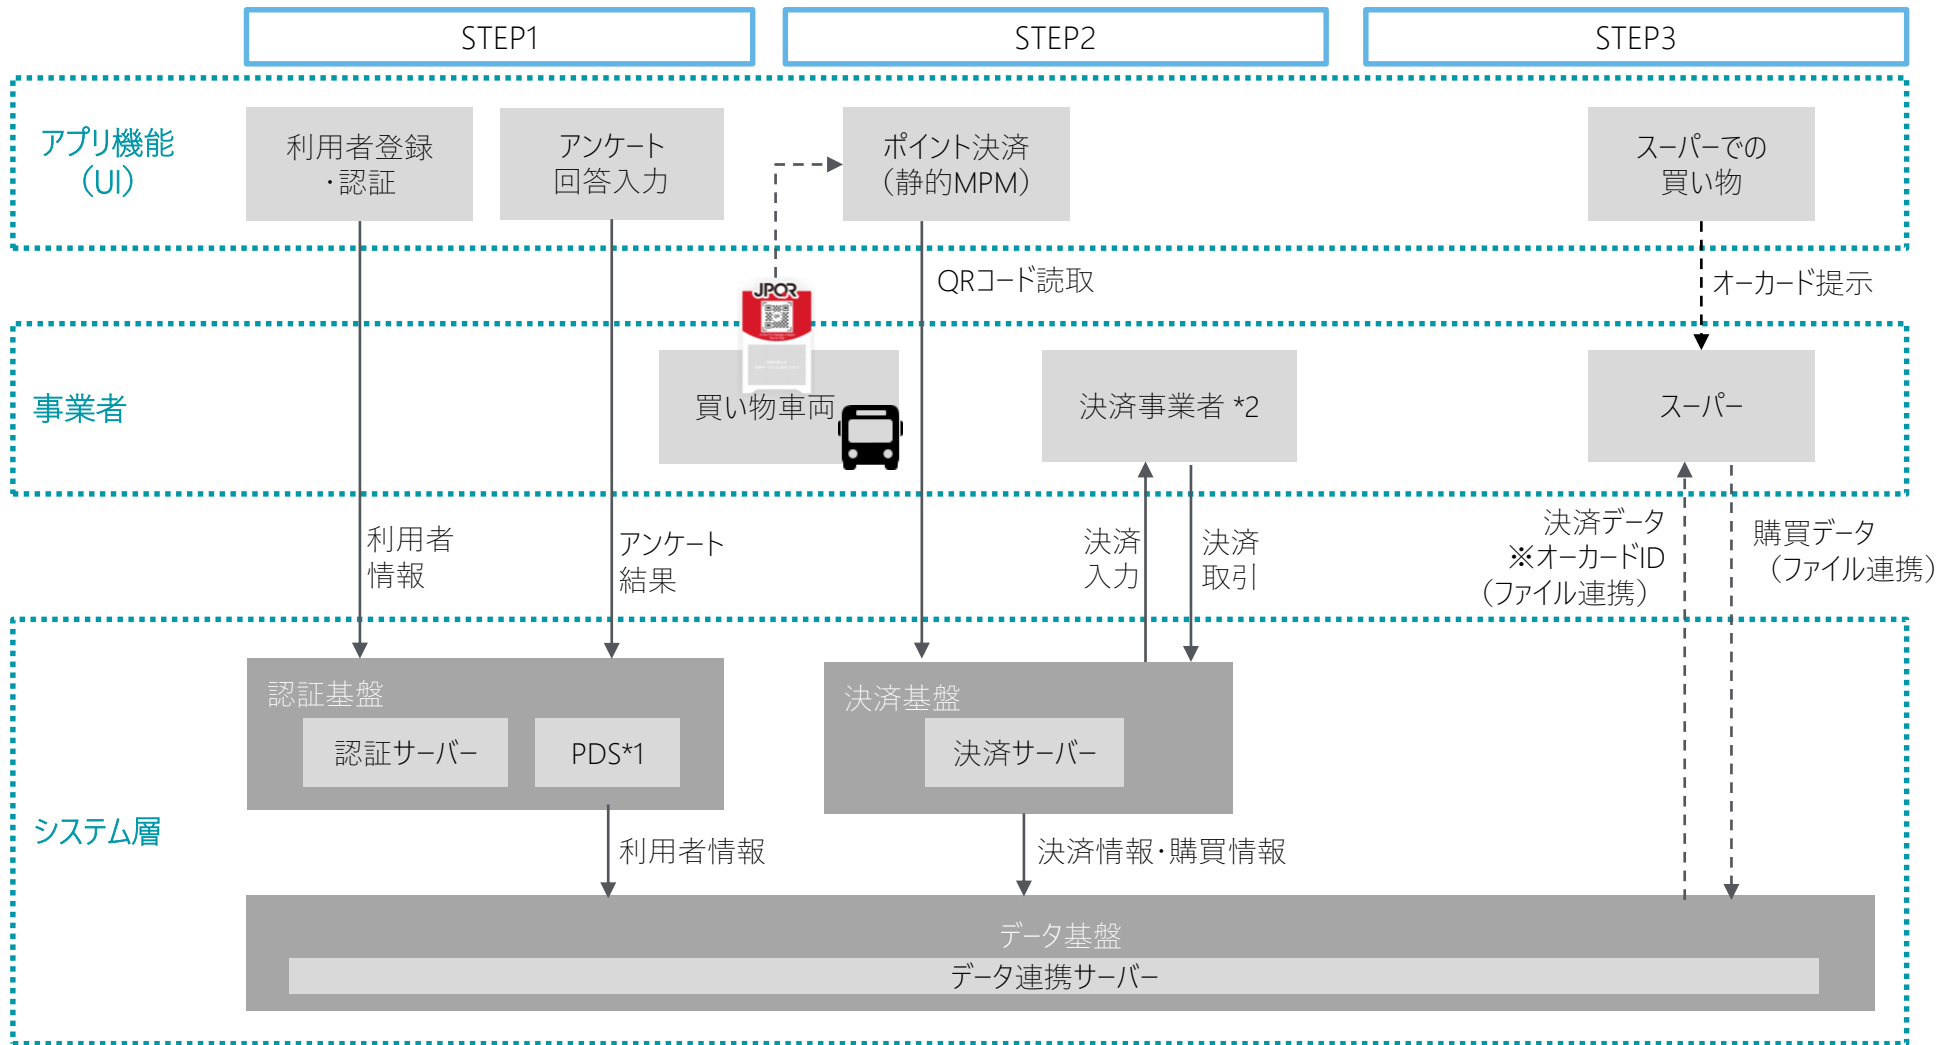 STEP1
STEP2
STEP3
アプリ機能
（UI）
利用者登録
・認証
アンケート
回答入力
ポイント決済
（静的MPM）
スーパーでの
買い物
QRコード読取
オーカード提示
JPQR
事業者
買い物車両
決済事業者 *2
スーパー
利用者
情報
アンケート
結果
決済
入力
決済
取引
決済データ
※オーカードID
（ファイル連携）
購買データ
（ファイル連携）
システム層
認証基盤
認証サーバー
PDS*1
決済基盤
決済サーバー
利用者情報
決済情報・購買情報
データ基盤
データ連携サーバー